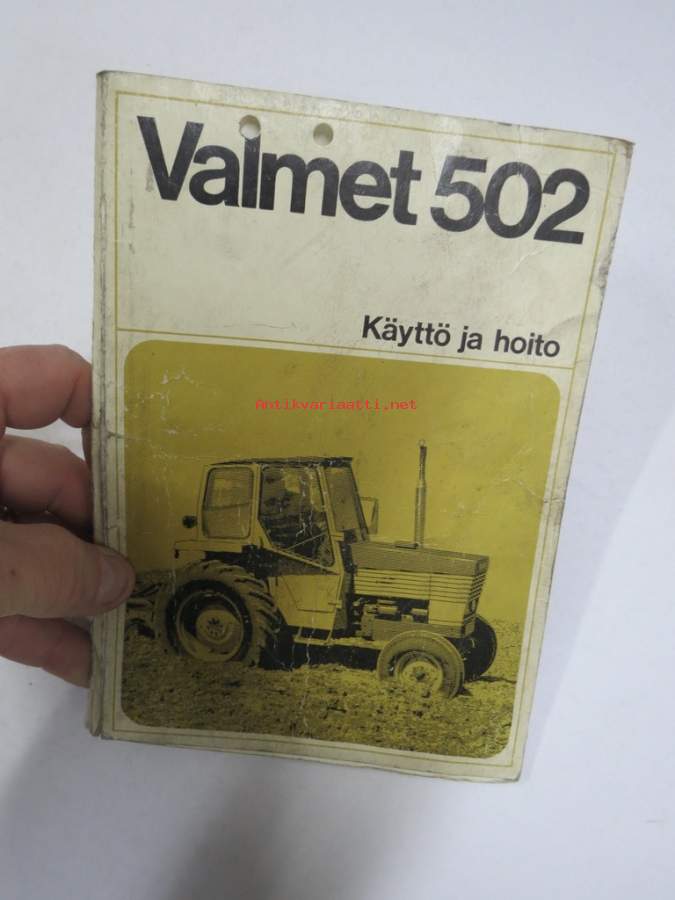 Valmet 502
Käyttö ja hoito
Antikvariaatti.net